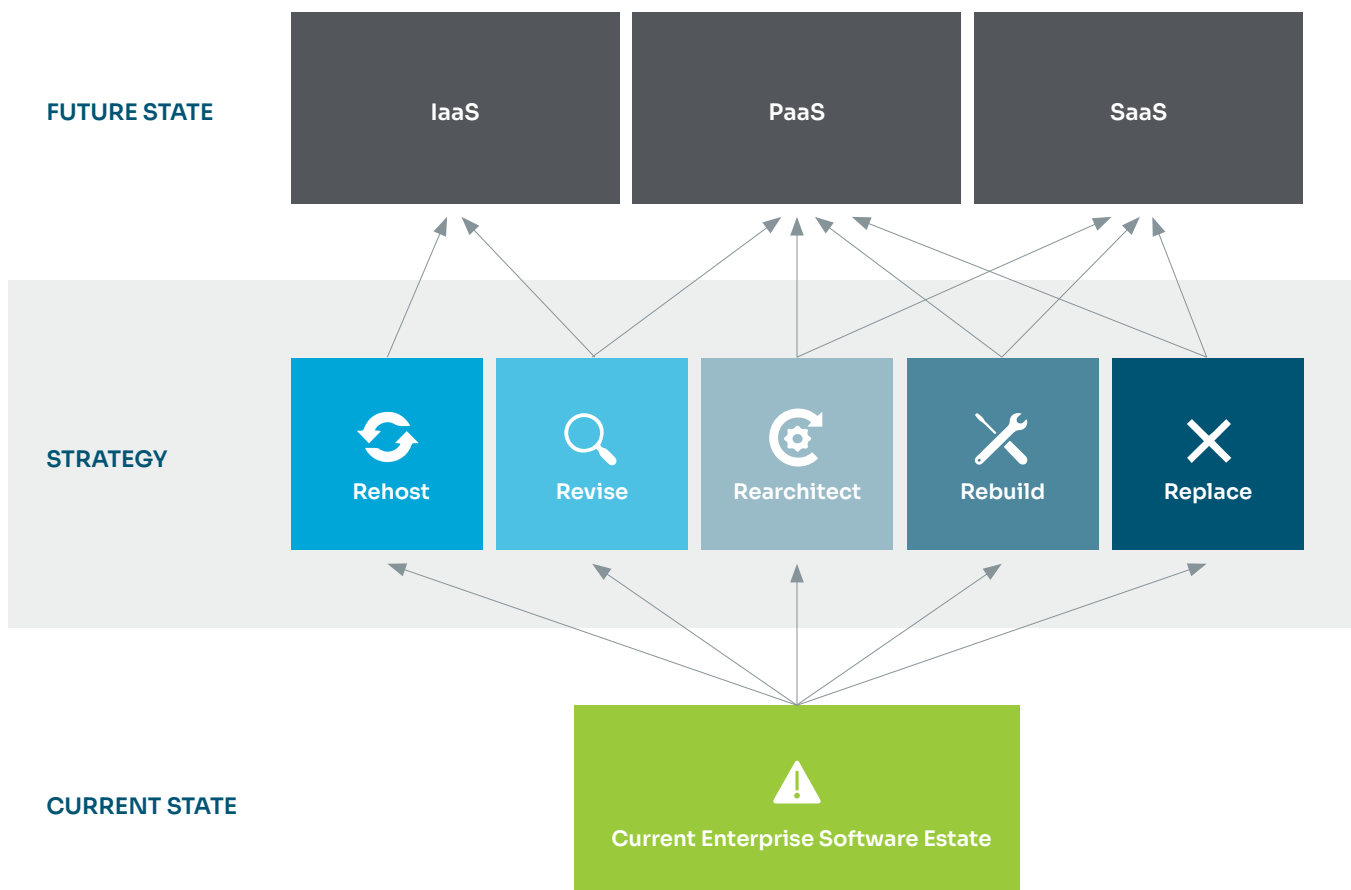 FUTURE STATE
IaaS
PaaS
SaaS
STRATEGY
Rehost
Revise
Rearchitect
Rebuild
Replace
CURRENT STATE
Current Enterprise Software Estate